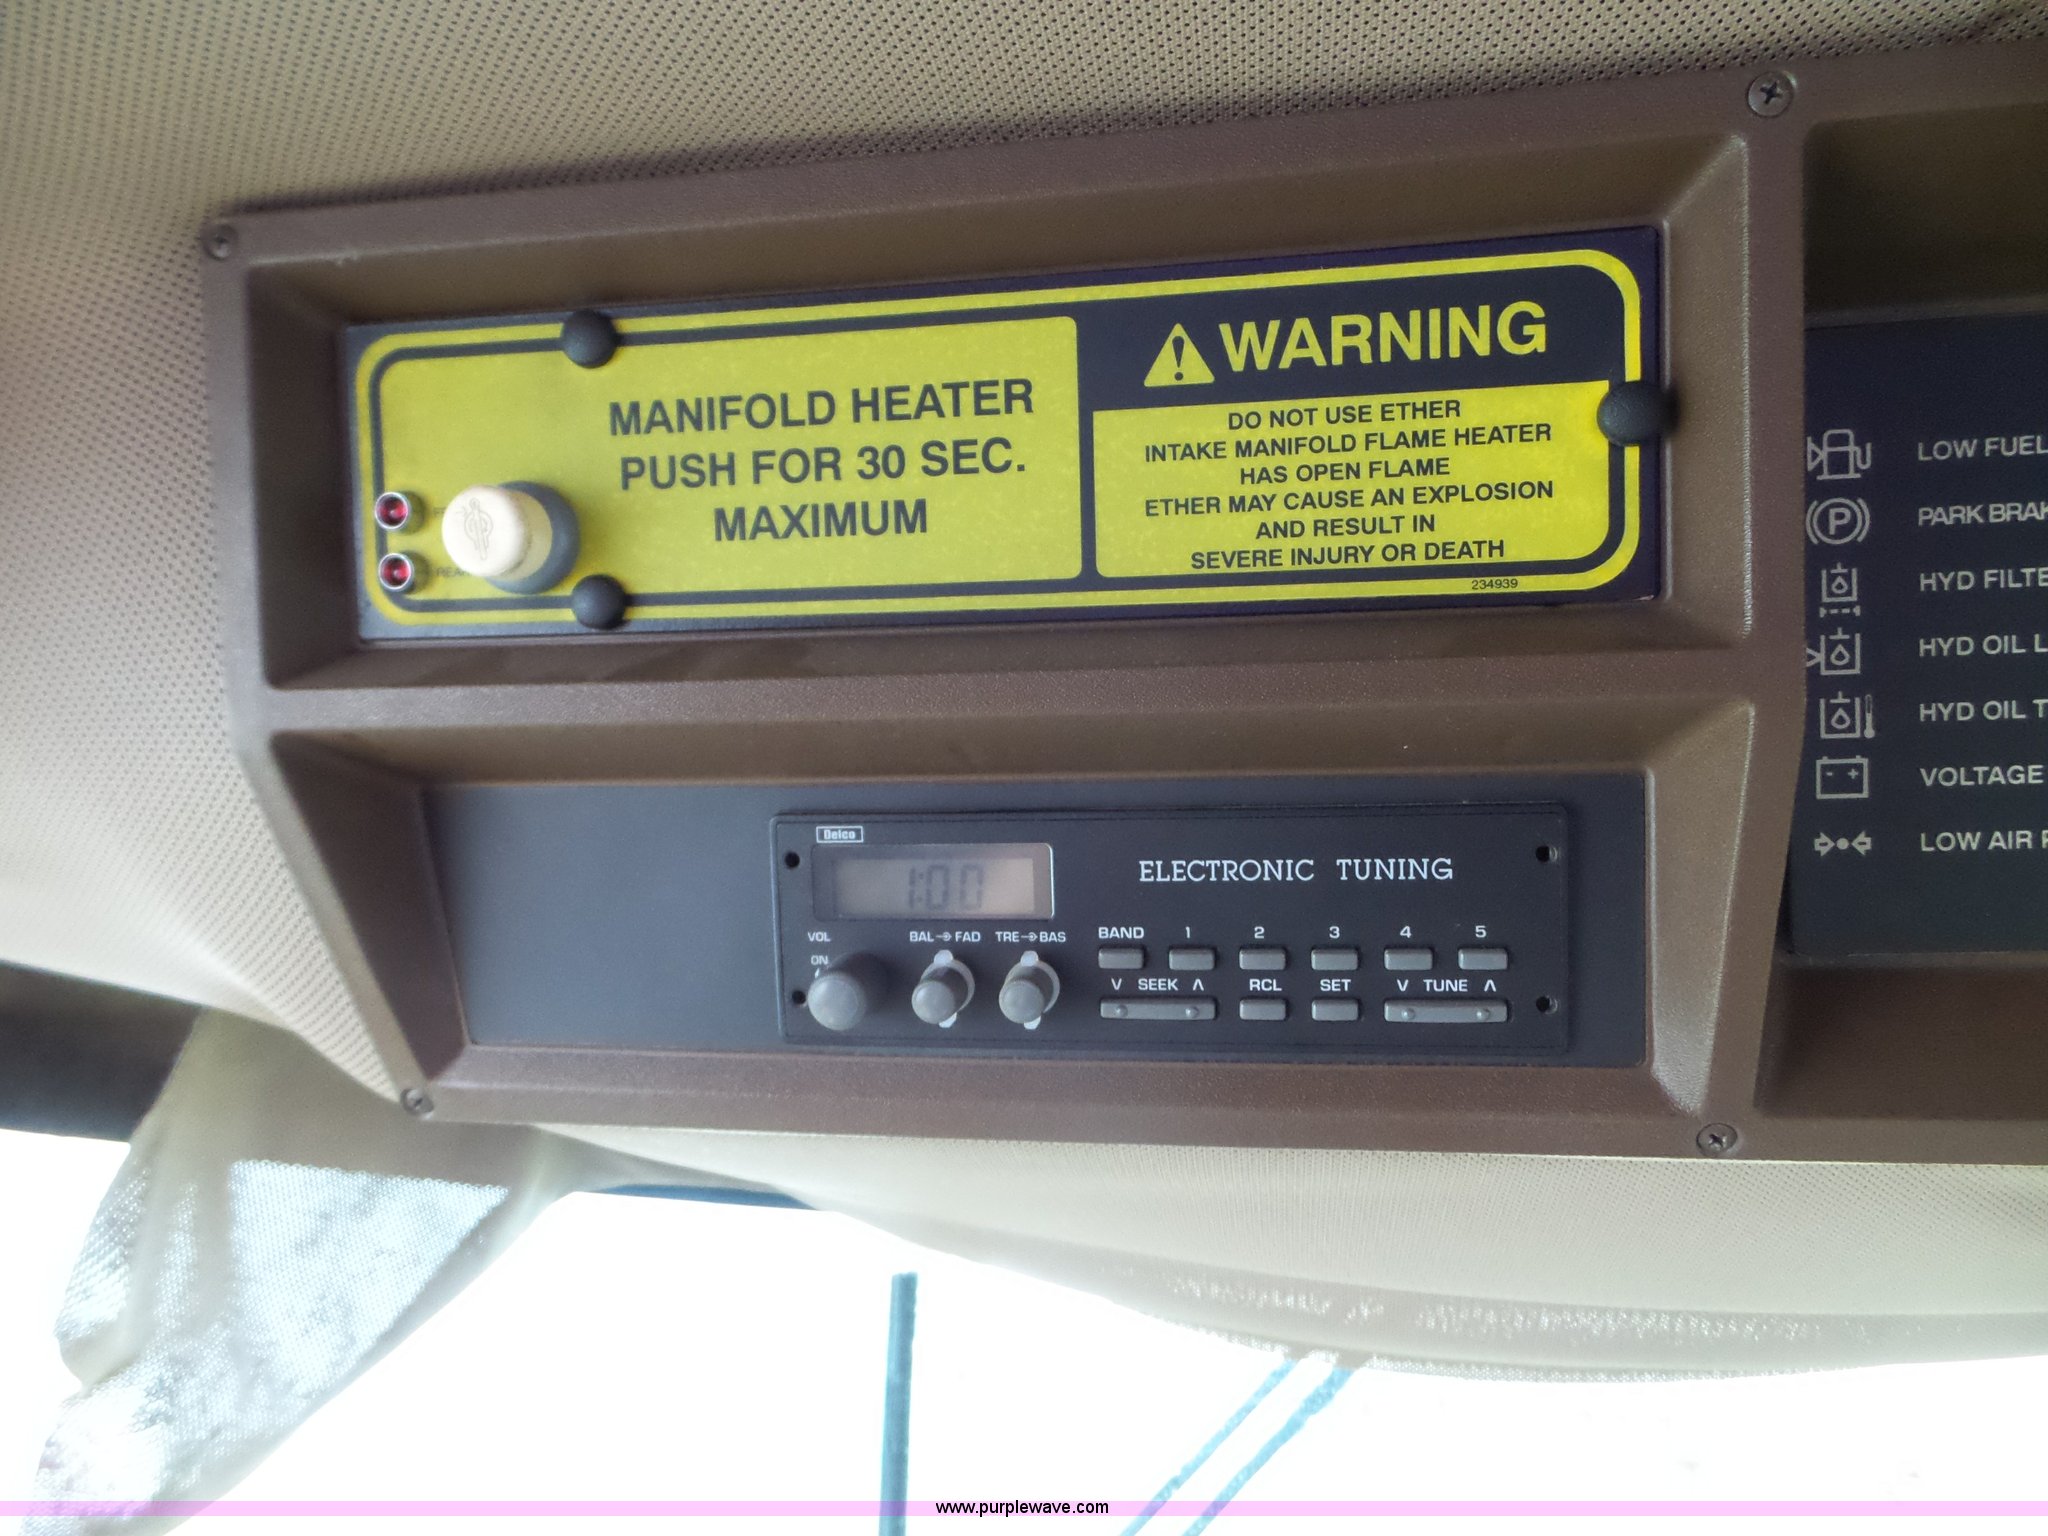 MANIFOLD HEATER
PUSH FOR 30 SEC.
MAXIMUM
WARNING
DO NOT USE ETHER
INTAKE MANIFOLD FLAME HEATER
HAS OPEN FLAME
ETHER MAY CAUSE AN EXPLOSION
AND RESULT IN
SEVERE INJURY OR DEATH
234939
REAR
Delco
1:00
ELECTRONIC TUNING
VOL
BAL FAD
TRE BAS
ON
BAND 1 2 3 4 5
V SEEK Λ RCL SET V TUNE Λ
LOW FUEL
P PARK BRAK
HYD FILTE
HYD OIL L
HYD OIL T
- + VOLTAGE
LOW AIR P
www.purplewave.com